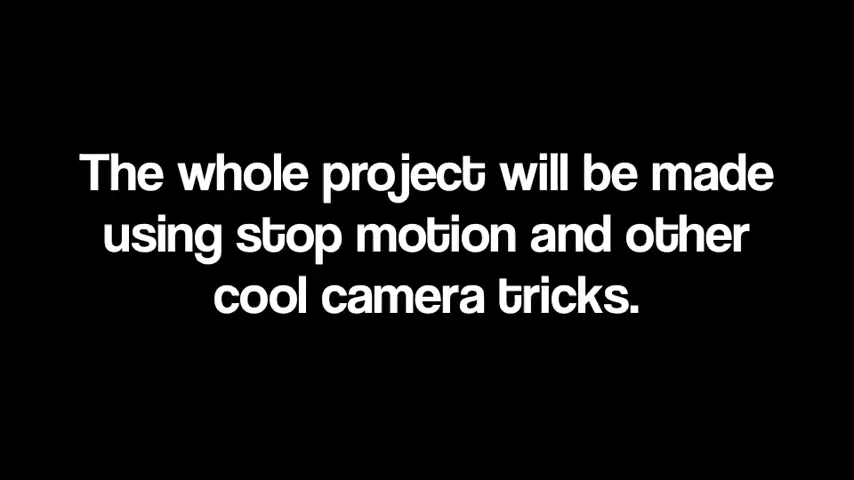 The whole project will be made
using stop motion and other
cool camera tricks.